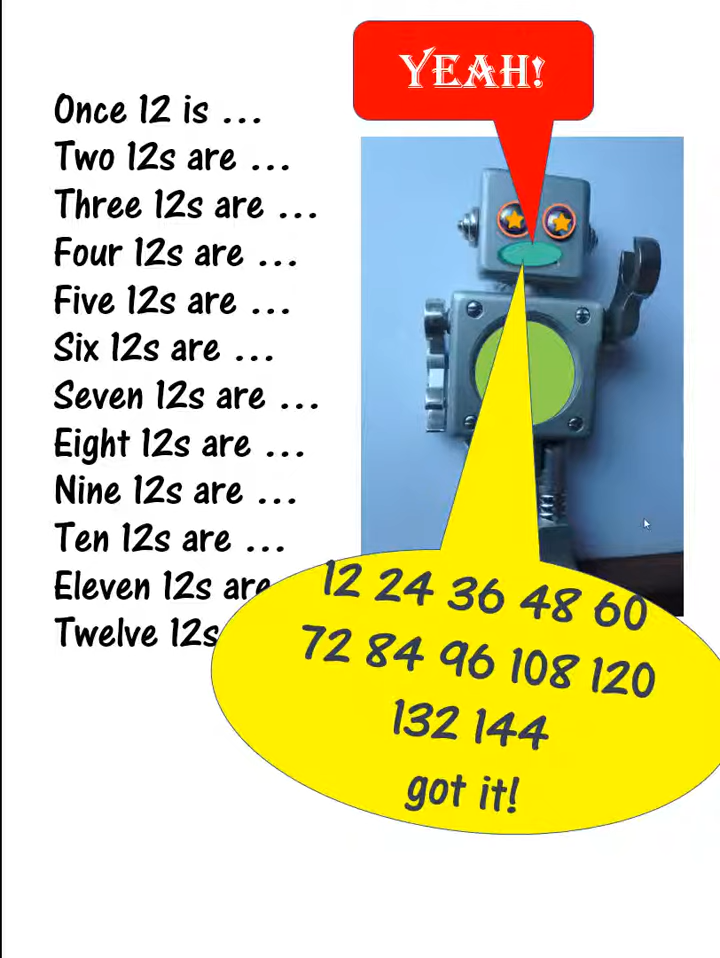 YEAH!
Once 12 is ...
Two 12s are ...
Three 12s are ...
Four 12s are ...
Five 12s are ...
Six 12s are ...
Seven 12s are ...
Eight 12s are ...
Nine 12s are ...
Ten 12s are ...
Eleven 12s are
Twelve 12s
12 24 36 48 60
72 84 96 108 120
132 144
got it!